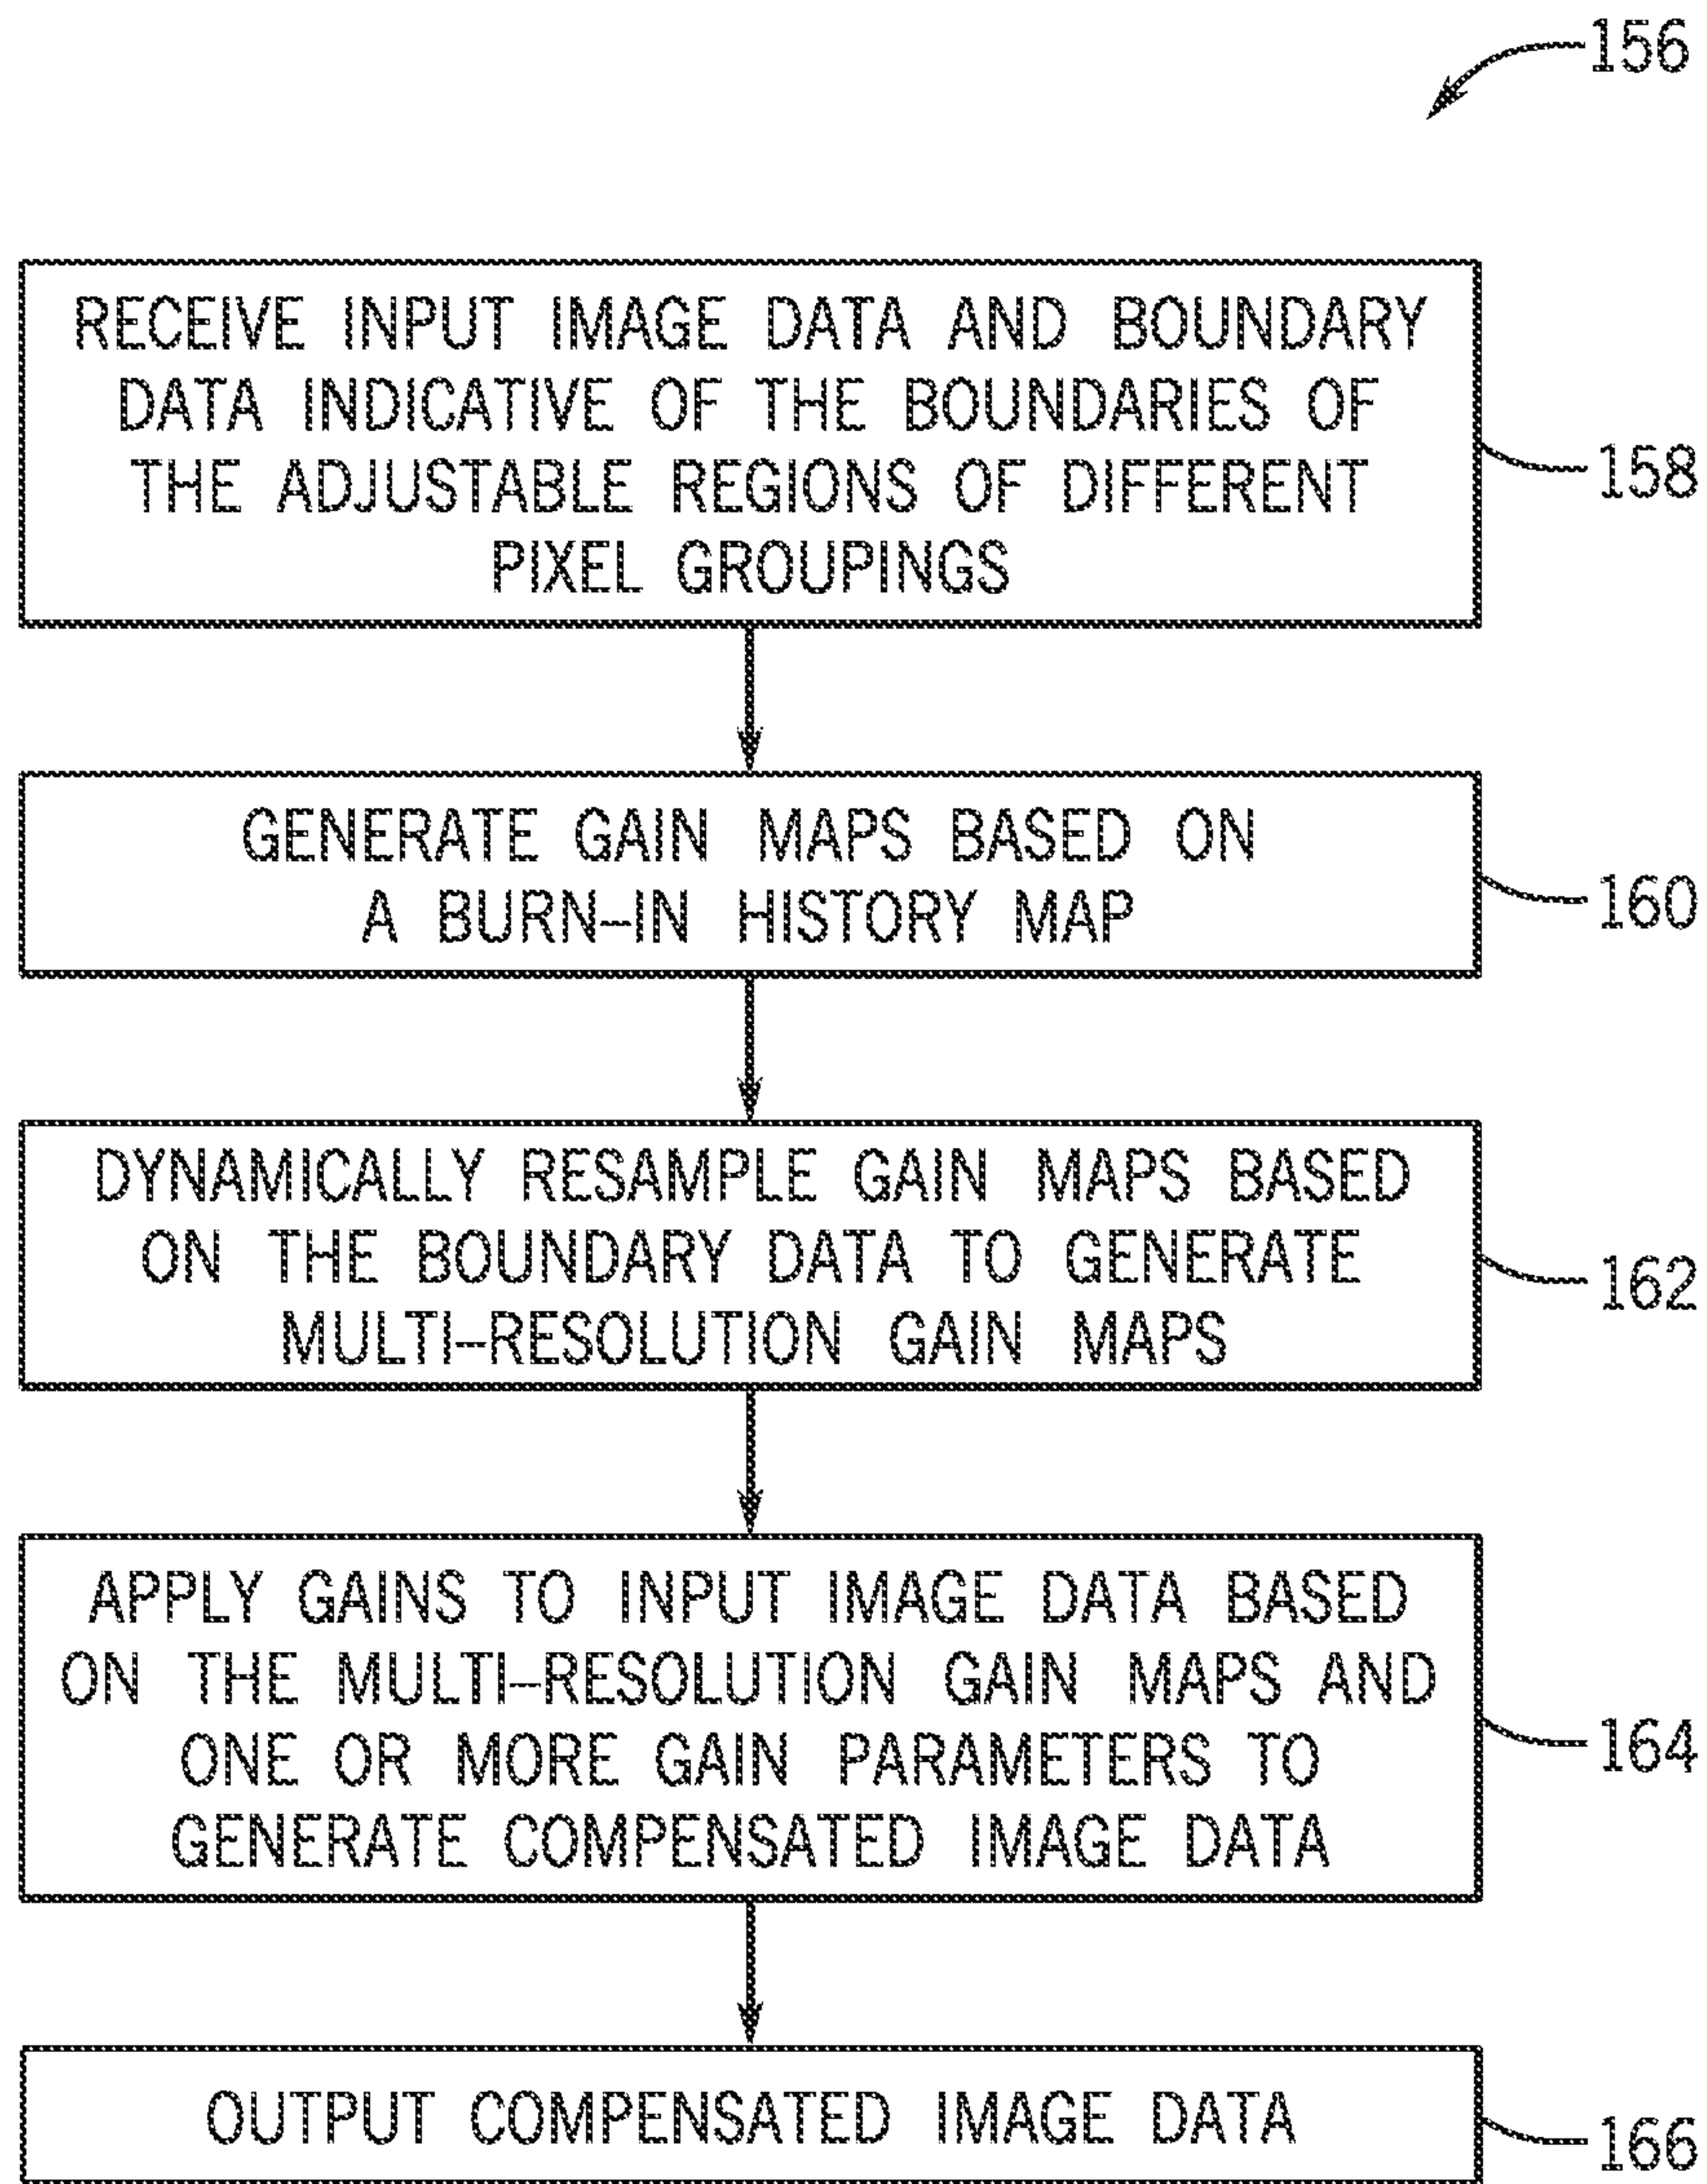 156
RECEIVE INPUT IMAGE DATA AND BOUNDARY
DATA INDICATIVE OF THE BOUNDARIES OF
THE ADJUSTABLE REGIONS OF DIFFERENT
PIXEL GROUPINGS
158
GENERATE GAIN MAPS BASED ON
A BURN-IN HISTORY MAP
160
DYNAMICALLY RESAMPLE GAIN MAPS BASED
ON THE BOUNDARY DATA TO GENERATE
MULTI-RESOLUTION GAIN MAPS
162
APPLY GAINS TO INPUT IMAGE DATA BASED
ON THE MULTI-RESOLUTION GAIN MAPS AND
ONE OR MORE GAIN PARAMETERS TO
GENERATE COMPENSATED IMAGE DATA
164
OUTPUT COMPENSATED IMAGE DATA
166